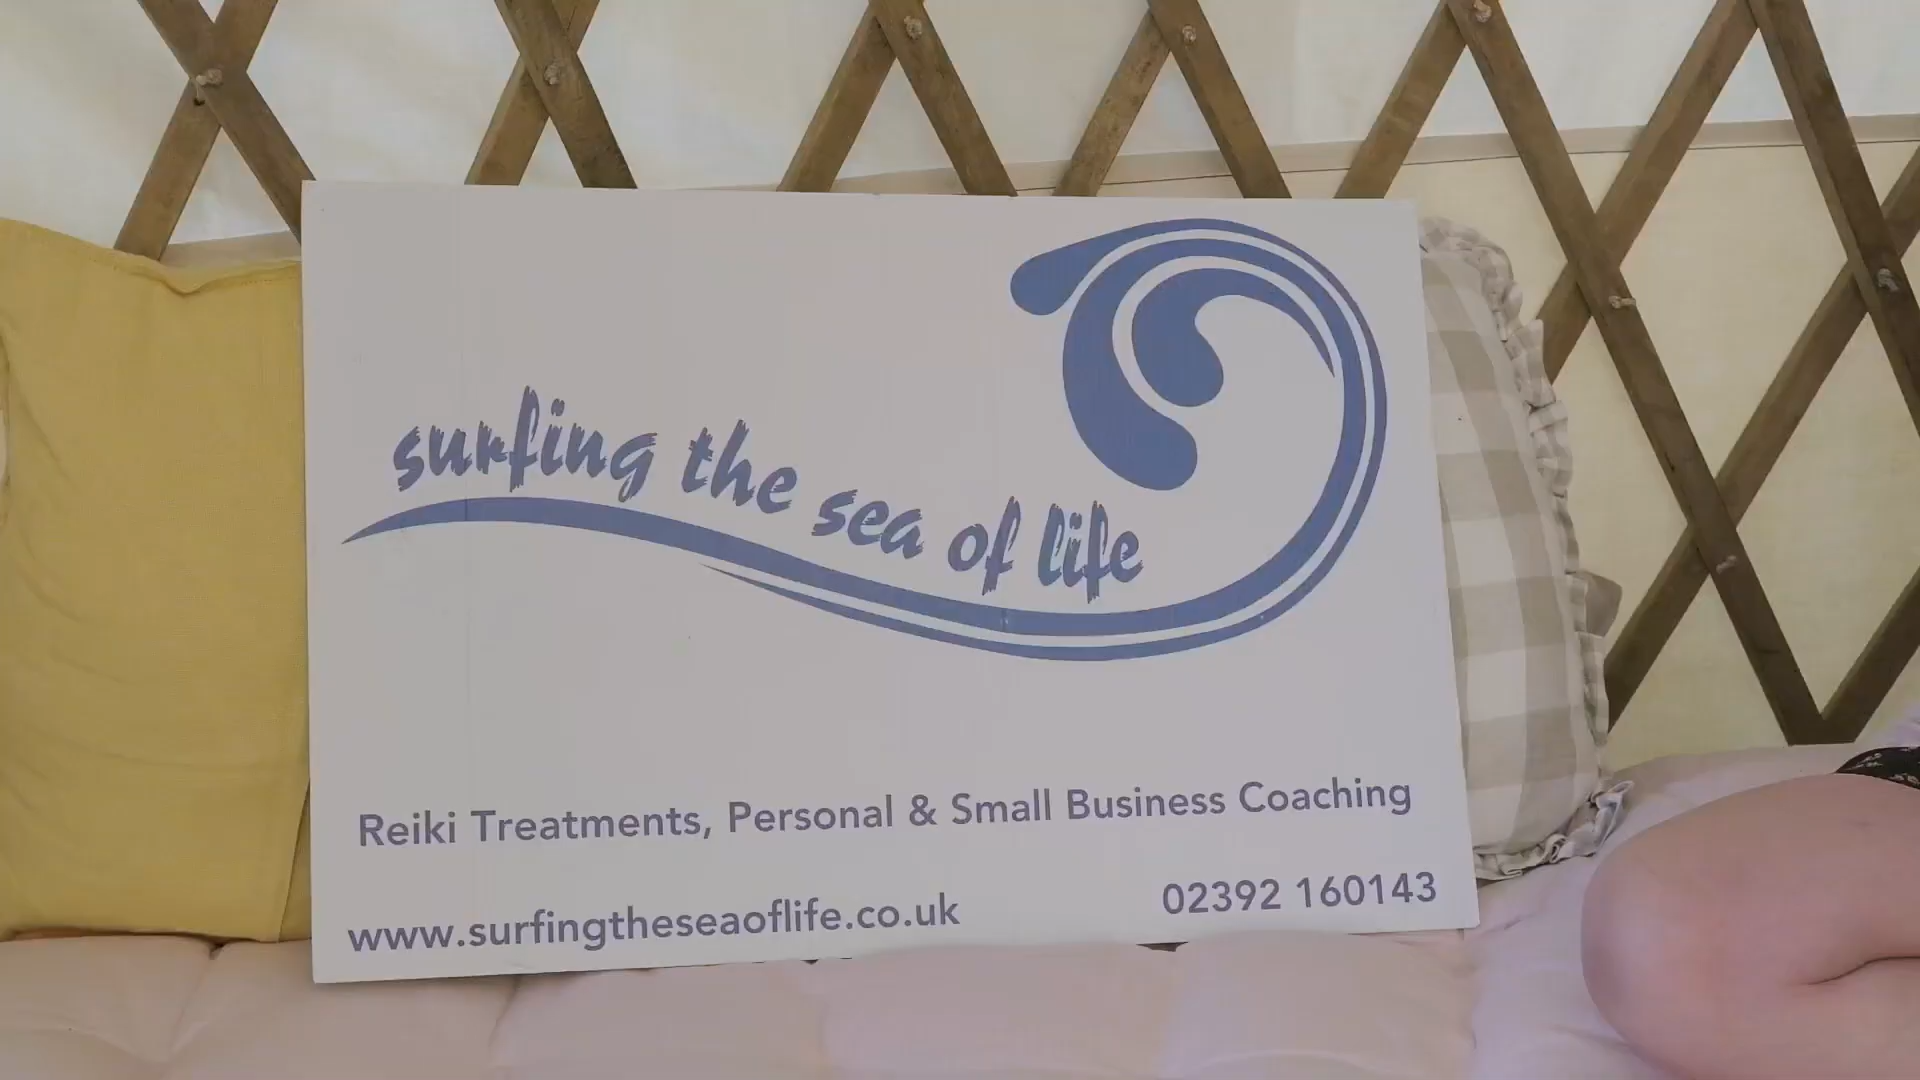 surfing the sea of life
Reiki Treatments, Personal & Small Business Coaching
www.surfingtheseaoflife.co.uk
02392 160143